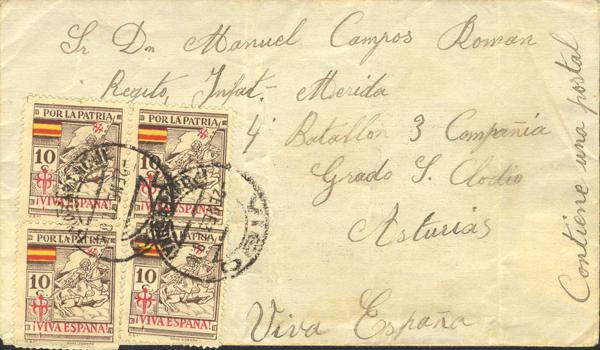 Sr Dn Manuel Campos Roman
Regito, Infat.- Merida
4º Batallon 3 Compañia
Grado S. Clodio
Asturias
Viva España
Contiene una postal
POR LA PATRIA
10
C
¡VIVA ESPAÑA!
POR LA PATRIA
10
¡VIVA ESPAÑA!
POR LA PATRIA
10
C
¡VIVA ESPAÑA!
POR LA PATRIA
10
C
¡VIVA ESPAÑA!